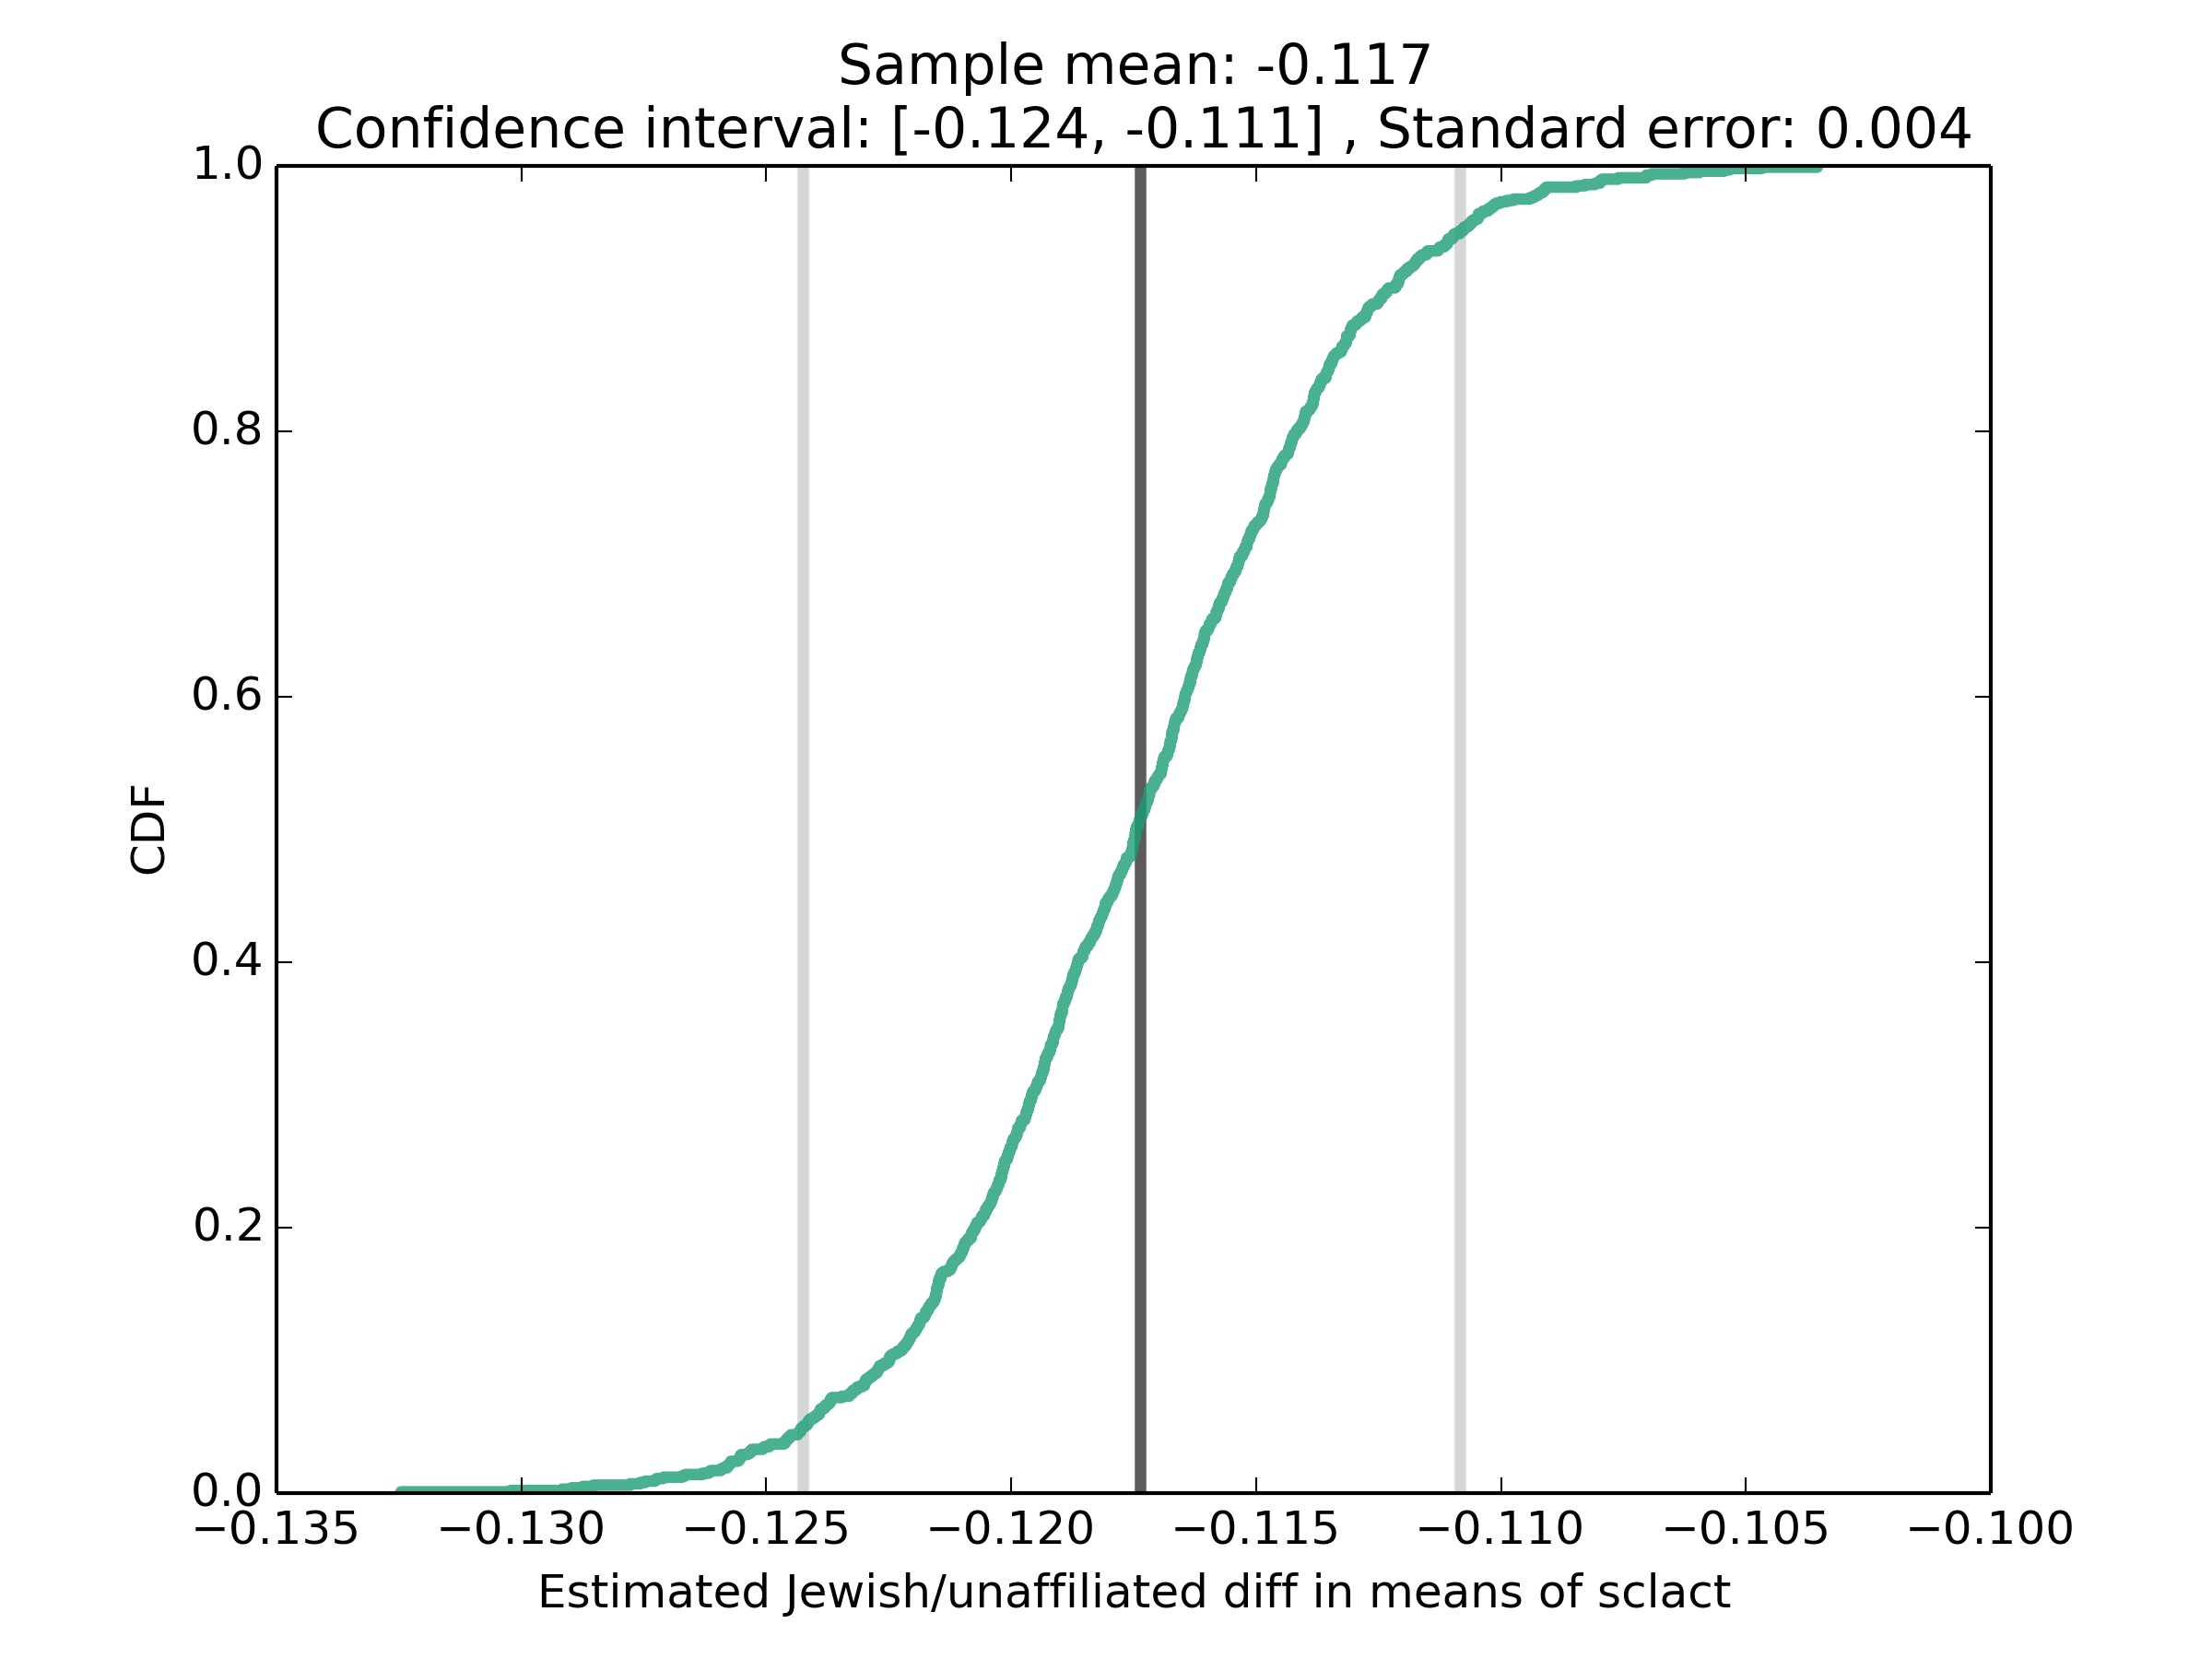 Sample mean: -0.117
Confidence interval: [-0.124, -0.111] , Standard error: 0.004
1.0
0.8
0.6
0.4
0.2
0.0
CDF
−0.135 −0.130 −0.125 −0.120 −0.115 −0.110 −0.105 −0.100
Estimated Jewish/unaffiliated diff in means of sclact